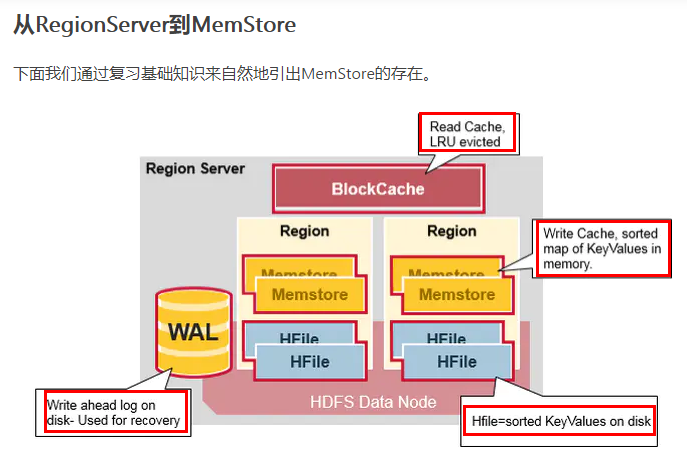 从RegionServer到MemStore
下面我们通过复习基础知识来自然地引出MemStore的存在。
Read Cache,
LRU evicted
Region Server
BlockCache
Region
Region
Write Cache, sorted
map of KeyValues in
memory.
Memstore
Memstore
Memstore
Memstore
WAL
HFile
HFile
HFile
HFile
Write ahead log on
disk- Used for recovery
HDFS Data Node
Hfile=sorted KeyValues on disk